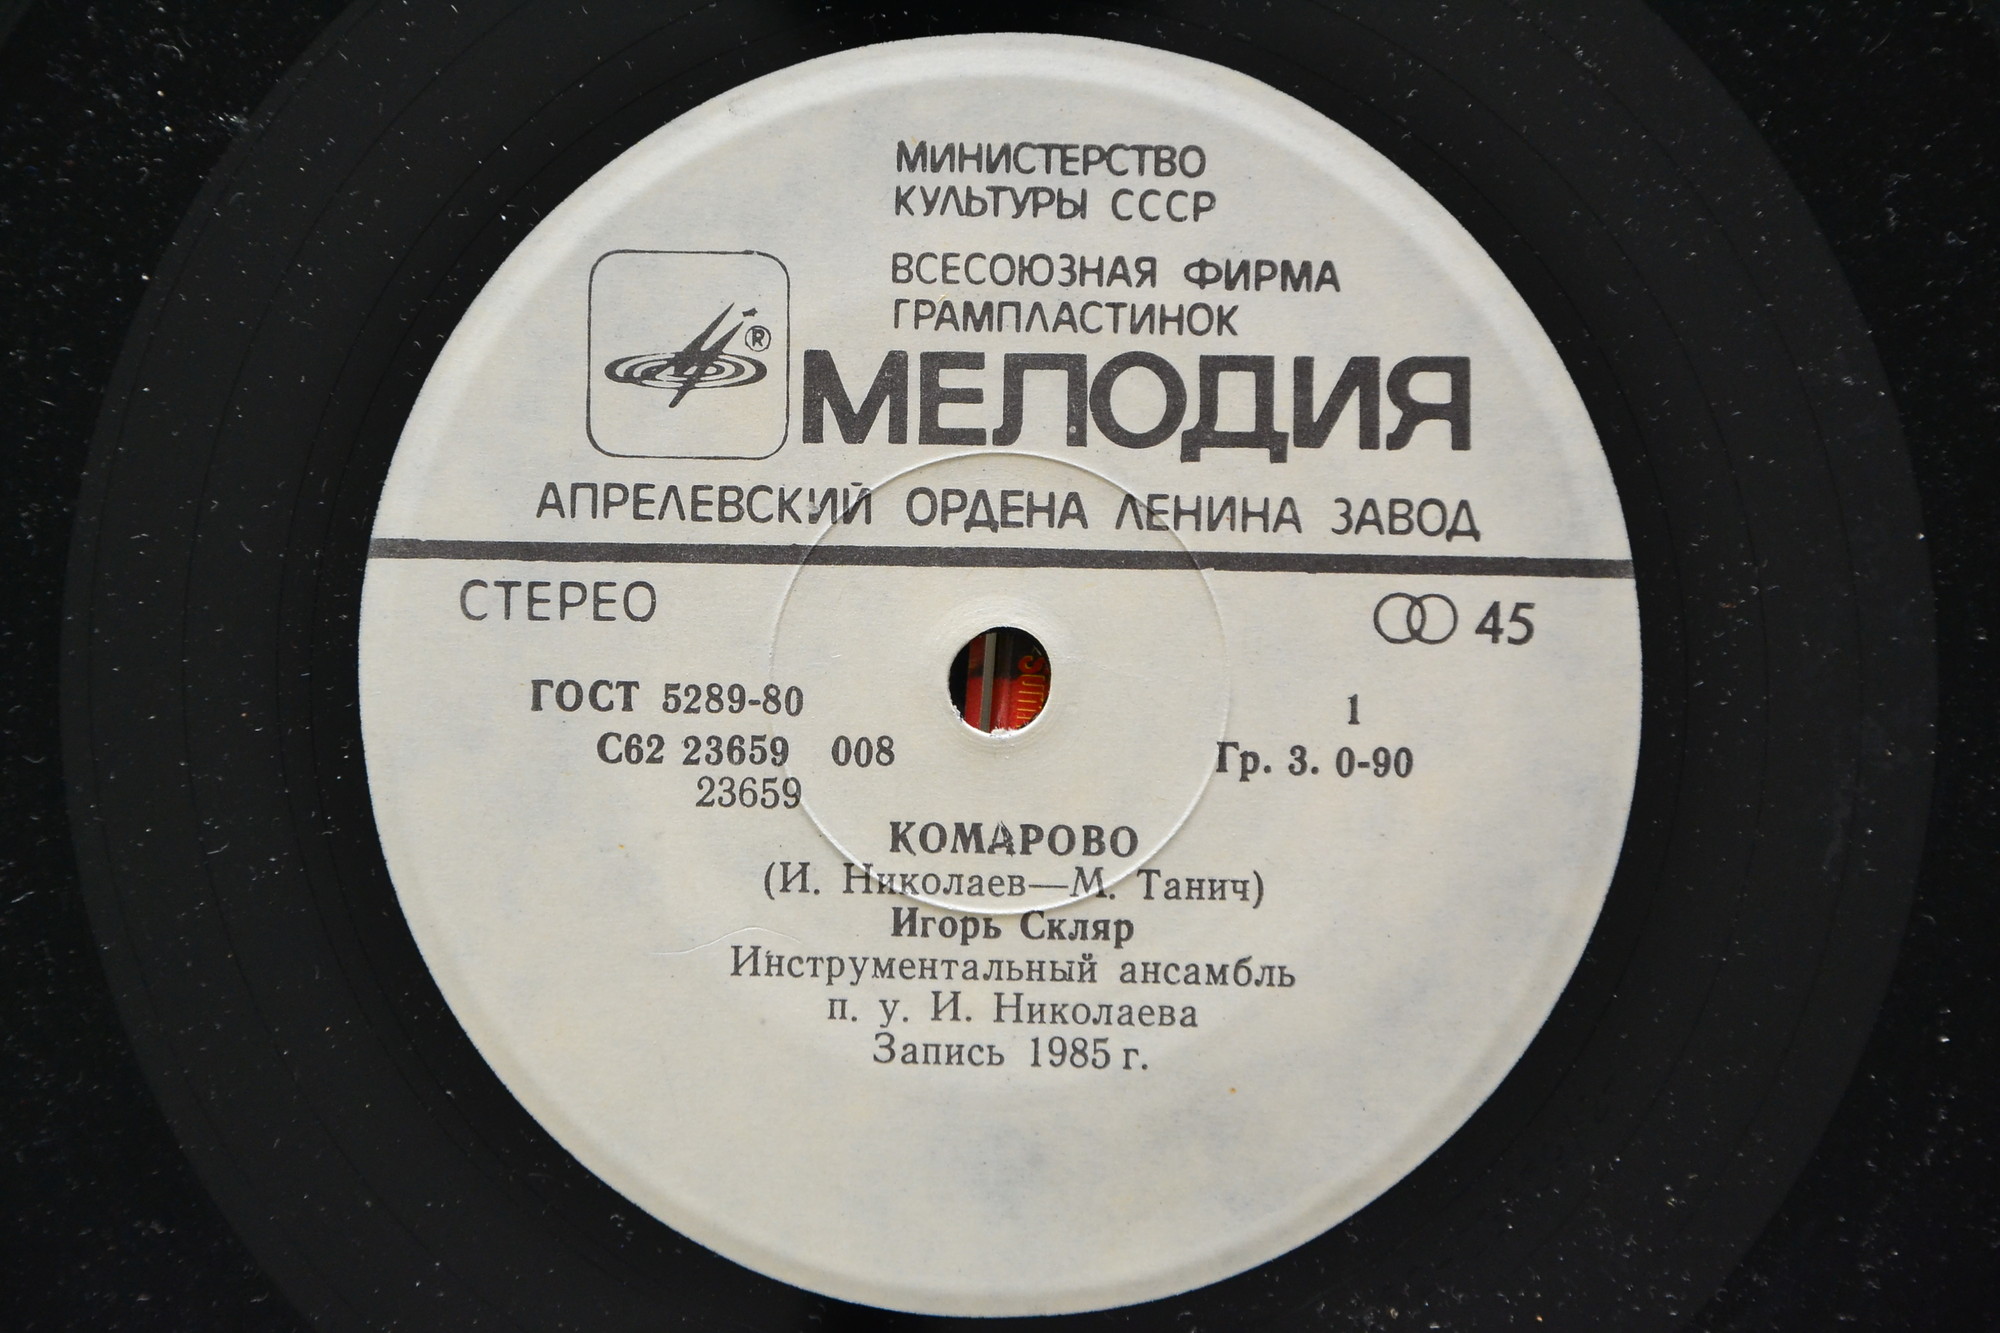 МИНИСТЕРСТВО
КУЛЬТУРЫ СССР
ВСЕСОЮЗНАЯ ФИРМА
ГРАМПЛАСТИНОК
®
МЕЛОДИЯ
АПРЕЛЕВСКИЙ ОРДЕНА ЛЕНИНА ЗАВОД
СТЕРЕО
45
ГОСТ 5289-80
1
С62 23659 008
Гр. 3. 0-90
23659
КОМАРОВО
(И. Николаев—М. Танич)
Игорь Скляр
Инструментальный ансамбль
п. у. И. Николаева
Запись 1985 г.